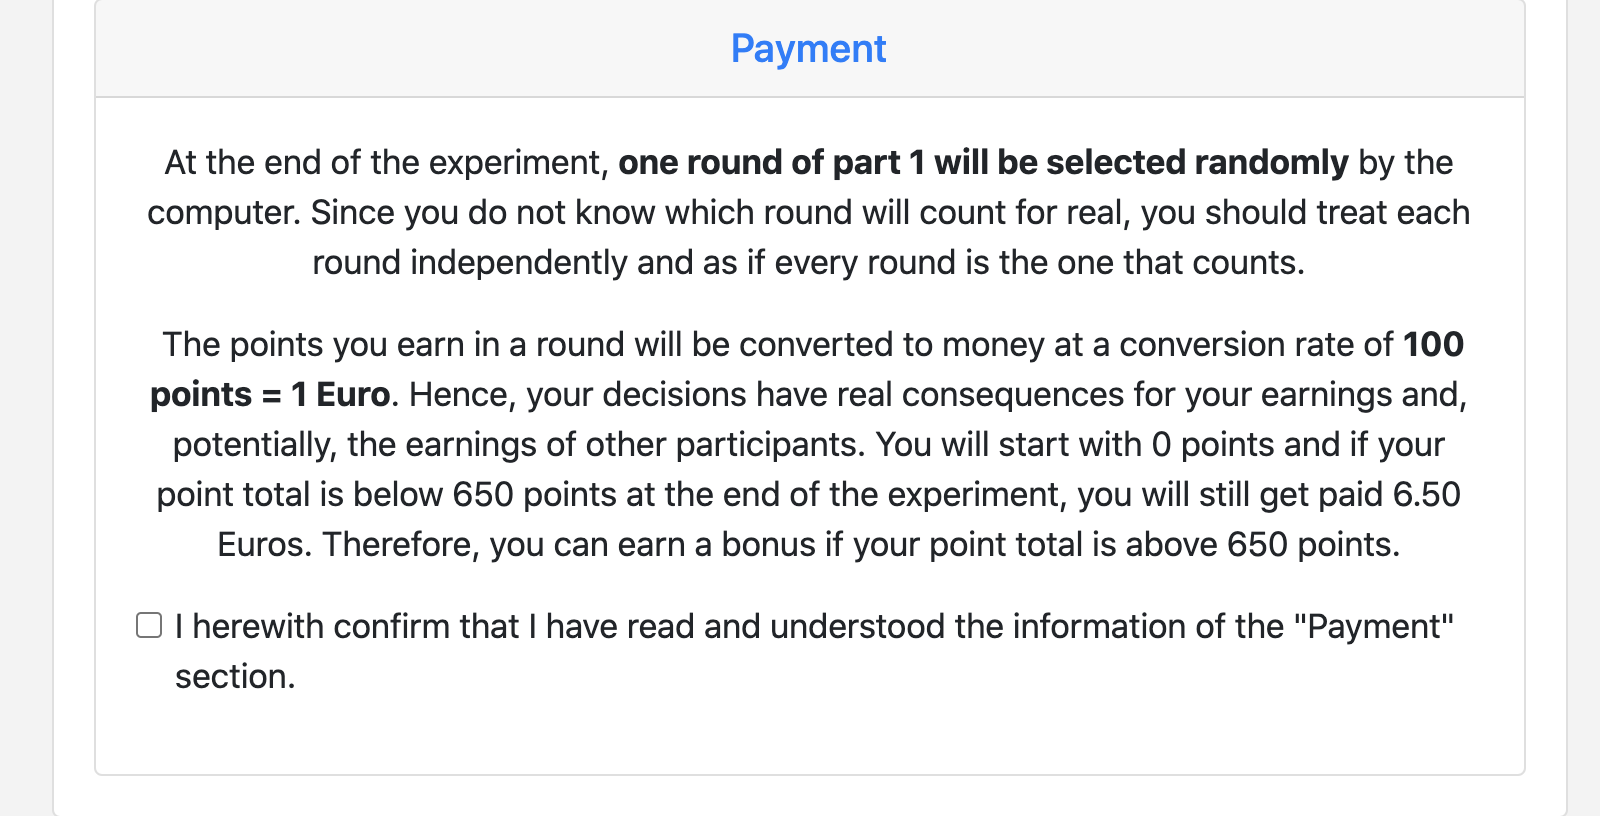 Payment
At the end of the experiment, one round of part 1 will be selected randomly by the
computer. Since you do not know which round will count for real, you should treat each
round independently and as if every round is the one that counts.
The points you earn in a round will be converted to money at a conversion rate of 100
points = 1 Euro. Hence, your decisions have real consequences for your earnings and,
potentially, the earnings of other participants. You will start with 0 points and if your
point total is below 650 points at the end of the experiment, you will still get paid 6.50
Euros. Therefore, you can earn a bonus if your point total is above 650 points.
I herewith confirm that I have read and understood the information of the "Payment"
section.